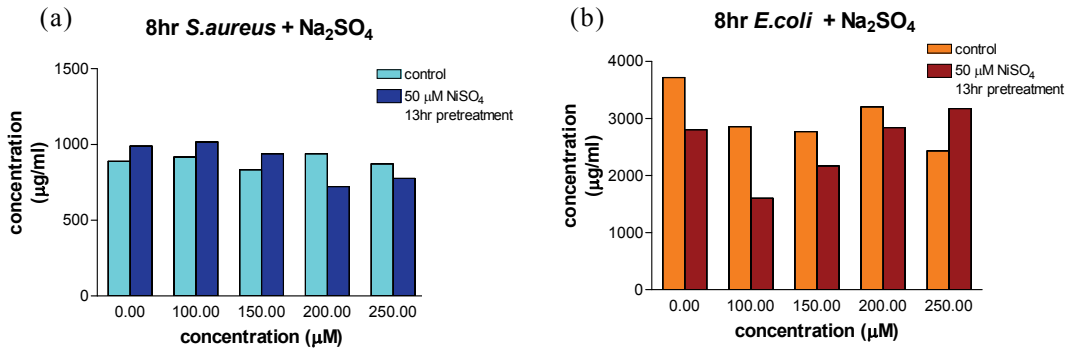 (a)
8hr S.aureus + Na₂SO₄
control
50 μM NiSO₄
13hr pretreatment
1500
1000
500
0
concentration
(μg/ml)
0.00 100.00 150.00 200.00 250.00
concentration (μM)
(b)
8hr E.coli + Na₂SO₄
control
50 μM NiSO₄
13hr pretreatment
4000
3000
2000
1000
0
concentration
(μg/ml)
0.00 100.00 150.00 200.00 250.00
concentration (μM)